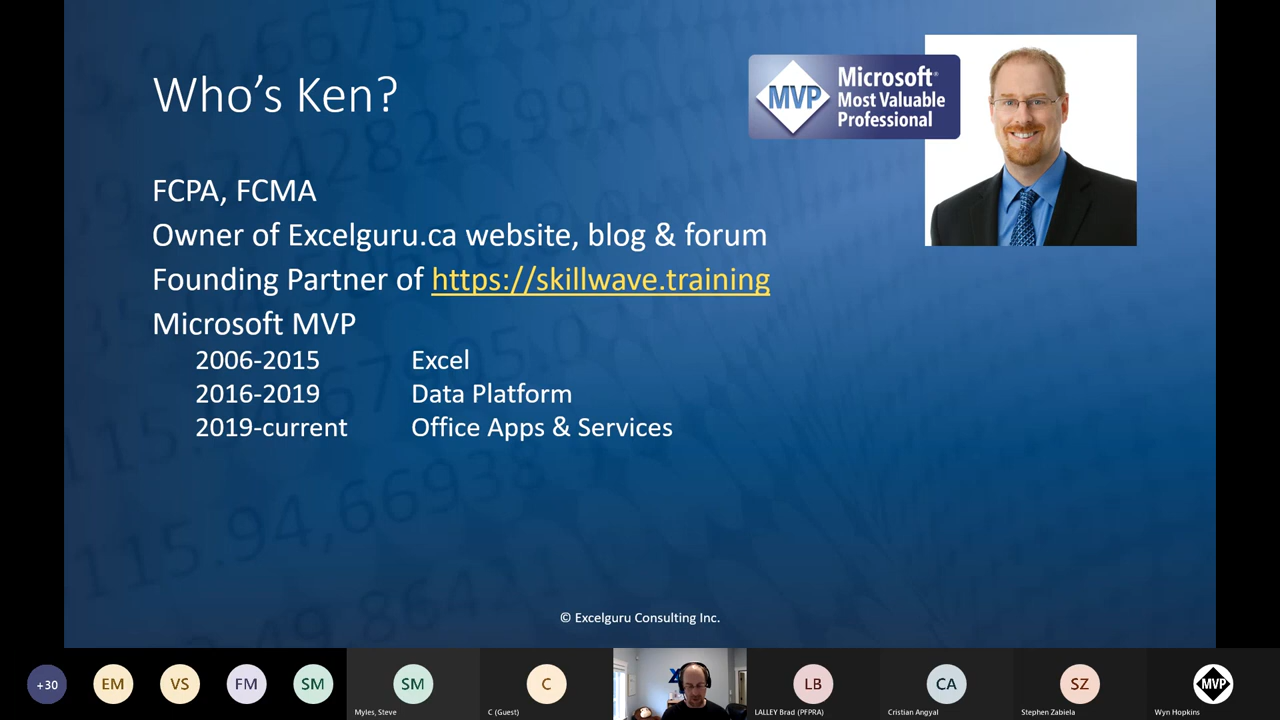 Who's Ken?
MVP
Microsoft®
Most Valuable
Professional
FCPA, FCMA
Owner of Excelguru.ca website, blog & forum
Founding Partner of https://skillwave.training
Microsoft MVP
2006-2015 Excel
2016-2019 Data Platform
2019-current Office Apps & Services
115.94,66938
© Excelguru Consulting Inc.
+30 EM VS FM SM SM C LB CA SZ MVP
Myles, Steve C (Guest) LALLEY Brad (PFPRA) Cristian Angyal Stephen Zabiela Wyn Hopkins